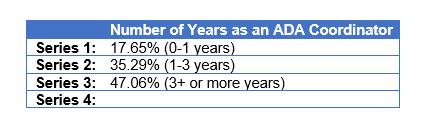 Number of Years as an ADA Coordinator
Series 1: 17.65% (0-1 years)
Series 2: 35.29% (1-3 years)
Series 3: 47.06% (3+ or more years)
Series 4: